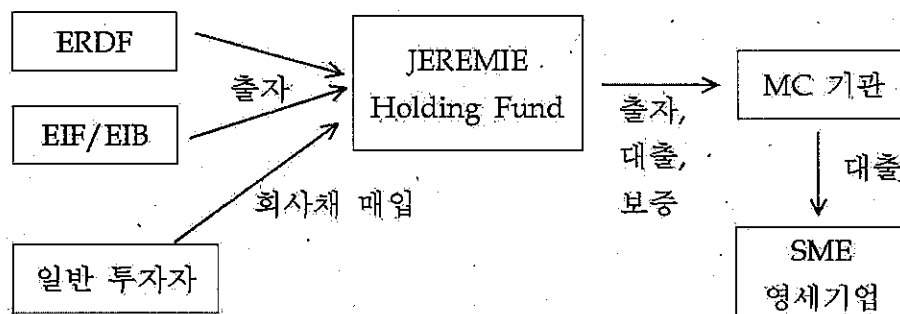 ERDF
출자
EIF/EIB
일반 투자자
회사채 매입
JEREMIE
Holding Fund
출자,
대출,
보증
MC 기관
대출
SME
영세기업